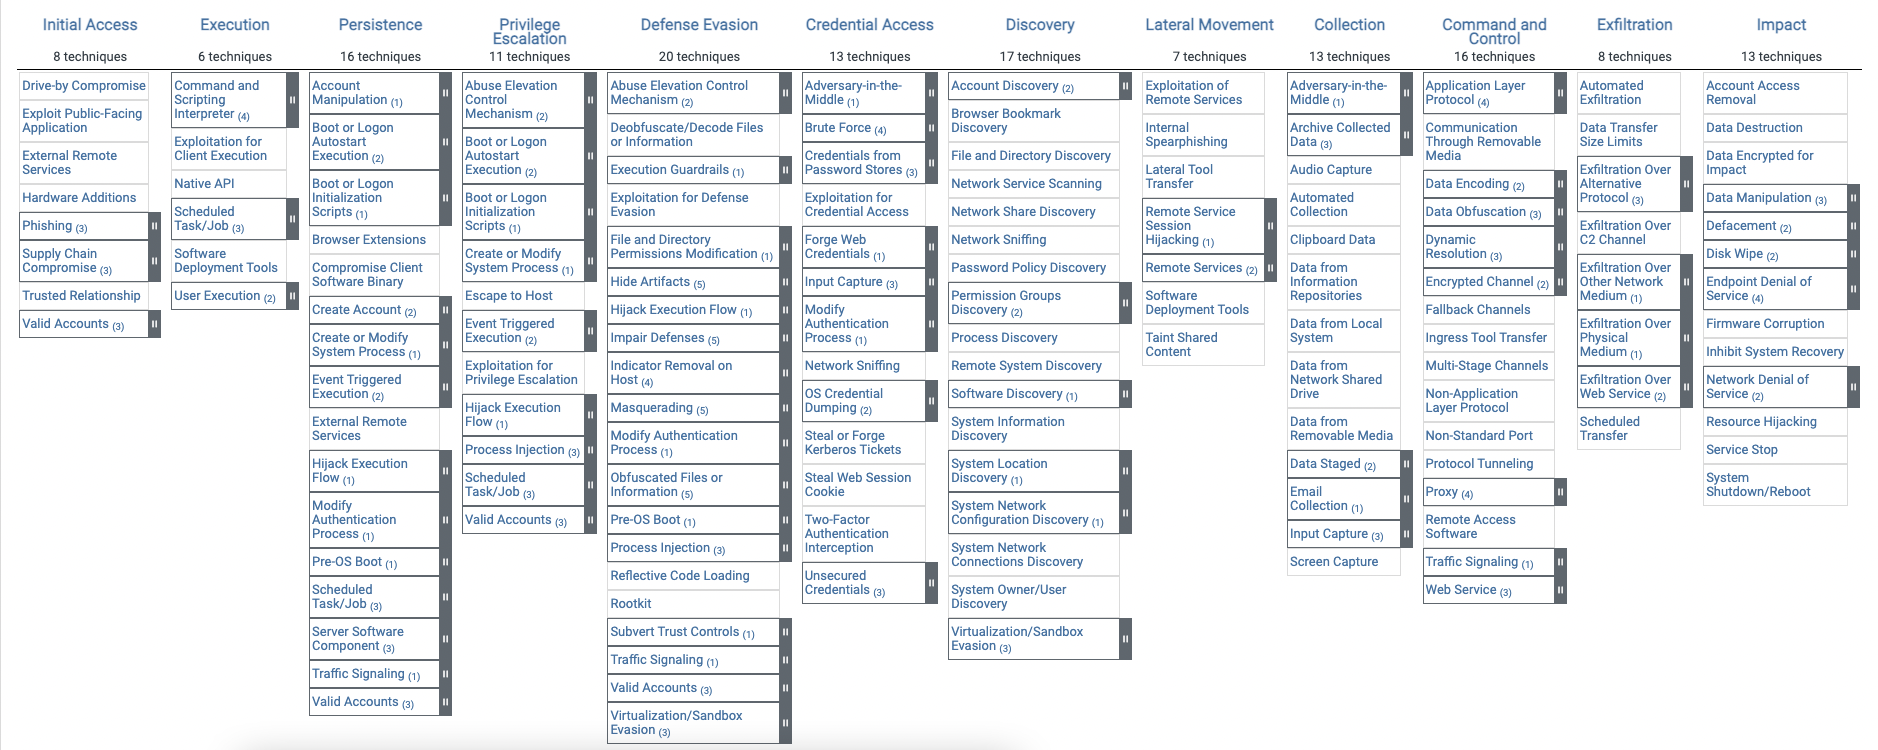 Initial Access
8 techniques
Drive-by Compromise
Exploit Public-Facing
Application
External Remote
Services
Hardware Additions
Phishing (3)
Supply Chain
Compromise (3)
Trusted Relationship
Valid Accounts (3)
Execution
6 techniques
Command and
Scripting
Interpreter (4)
Exploitation for
Client Execution
Native API
Scheduled
Task/Job (3)
Software
Deployment Tools
User Execution (2)
Persistence
16 techniques
Account
Manipulation (1)
Boot or Logon
Autostart
Execution (2)
Boot or Logon
Initialization
Scripts (1)
Browser Extensions
Compromise Client
Software Binary
Create Account (2)
Create or Modify
System Process (1)
Event Triggered
Execution (2)
External Remote
Services
Hijack Execution
Flow (1)
Modify
Authentication
Process (1)
Pre-OS Boot (1)
Scheduled
Task/Job (3)
Server Software
Component (3)
Traffic Signaling (1)
Valid Accounts (3)
Privilege
Escalation
11 techniques
Abuse Elevation
Control
Mechanism (2)
Boot or Logon
Autostart
Execution (2)
Boot or Logon
Initialization
Scripts (1)
Create or Modify
System Process (1)
Escape to Host
Event Triggered
Execution (2)
Exploitation for
Privilege Escalation
Hijack Execution
Flow (1)
Process Injection (3)
Scheduled
Task/Job (3)
Valid Accounts (3)
Defense Evasion
20 techniques
Abuse Elevation Control
Mechanism (2)
Deobfuscate/Decode Files
or Information
Execution Guardrails (1)
Exploitation for Defense
Evasion
File and Directory
Permissions Modification (1)
Hide Artifacts (5)
Hijack Execution Flow (1)
Impair Defenses (5)
Indicator Removal on
Host (4)
Masquerading (5)
Modify Authentication
Process (1)
Obfuscated Files or
Information (5)
Pre-OS Boot (1)
Process Injection (3)
Reflective Code Loading
Rootkit
Subvert Trust Controls (1)
Traffic Signaling (1)
Valid Accounts (3)
Virtualization/Sandbox
Evasion (3)
Credential Access
13 techniques
Adversary-in-the-
Middle (1)
Brute Force (4)
Credentials from
Password Stores (3)
Exploitation for
Credential Access
Forge Web
Credentials (1)
Input Capture (3)
Modify
Authentication
Process (1)
Network Sniffing
OS Credential
Dumping (2)
Steal or Forge
Kerberos Tickets
Steal Web Session
Cookie
Two-Factor
Authentication
Interception
Unsecured
Credentials (3)
Discovery
17 techniques
Account Discovery (2)
Browser Bookmark
Discovery
File and Directory Discovery
Network Service Scanning
Network Share Discovery
Network Sniffing
Password Policy Discovery
Permission Groups
Discovery (2)
Process Discovery
Remote System Discovery
Software Discovery (1)
System Information
Discovery
System Location
Discovery (1)
System Network
Configuration Discovery (1)
System Network
Connections Discovery
System Owner/User
Discovery
Virtualization/Sandbox
Evasion (3)
Lateral Movement
7 techniques
Exploitation of
Remote Services
Internal
Spearphishing
Lateral Tool
Transfer
Remote Service
Session
Hijacking (1)
Remote Services (2)
Software
Deployment Tools
Taint Shared
Content
Collection
13 techniques
Adversary-in-the-
Middle (1)
Archive Collected
Data (3)
Audio Capture
Automated
Collection
Clipboard Data
Data from
Information
Repositories
Data from Local
System
Data from
Network Shared
Drive
Data from
Removable Media
Data Staged (2)
Email
Collection (1)
Input Capture (3)
Screen Capture
Command and
Control
16 techniques
Application Layer
Protocol (4)
Communication
Through Removable
Media
Data Encoding (2)
Data Obfuscation (3)
Dynamic
Resolution (3)
Encrypted Channel (2)
Fallback Channels
Ingress Tool Transfer
Multi-Stage Channels
Non-Application
Layer Protocol
Non-Standard Port
Protocol Tunneling
Proxy (4)
Remote Access
Software
Traffic Signaling (1)
Web Service (3)
Exfiltration
8 techniques
Automated
Exfiltration
Data Transfer
Size Limits
Exfiltration Over
Alternative
Protocol (3)
Exfiltration Over
C2 Channel
Exfiltration Over
Other Network
Medium (1)
Exfiltration Over
Physical
Medium (1)
Exfiltration Over
Web Service (2)
Scheduled
Transfer
Impact
13 techniques
Account Access
Removal
Data Destruction
Data Encrypted for
Impact
Data Manipulation (3)
Defacement (2)
Disk Wipe (2)
Endpoint Denial of
Service (4)
Firmware Corruption
Inhibit System Recovery
Network Denial of
Service (2)
Resource Hijacking
Service Stop
System
Shutdown/Reboot